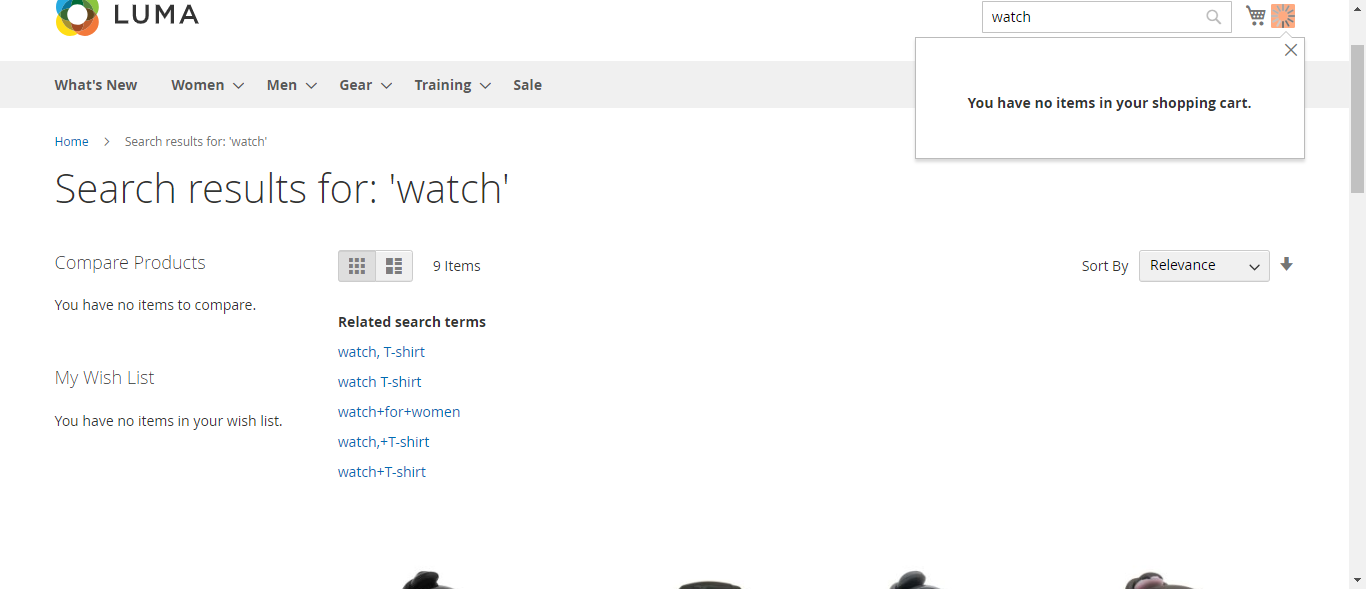 LUMA
watch
What's New
Women
Men
Gear
Training
Sale
You have no items in your shopping cart.
Home
Search results for: 'watch'
Search results for: 'watch'
Compare Products
You have no items to compare.
My Wish List
You have no items in your wish list.
9 Items
Sort By
Relevance
Related search terms
watch, T-shirt
watch T-shirt
watch+for+women
watch,+T-shirt
watch+T-shirt